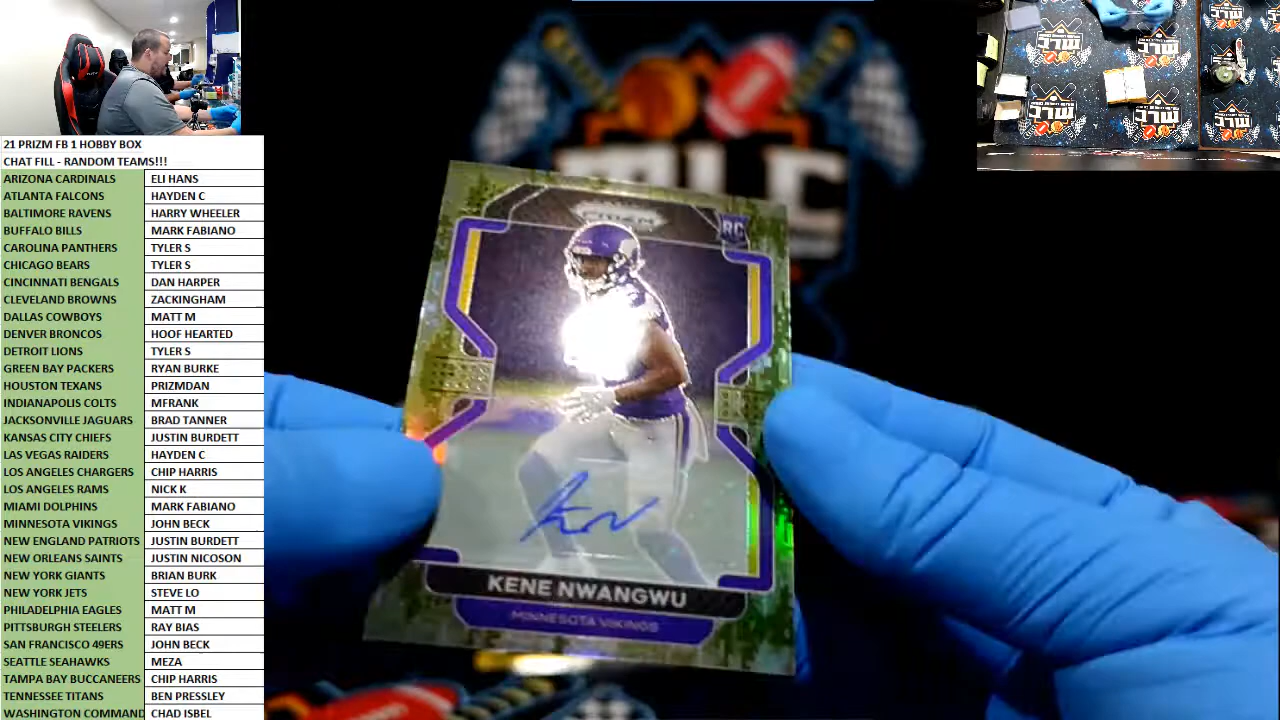 21 PRIZM FB 1 HOBBY BOX
CHAT FILL - RANDOM TEAMS!!!
ARIZONA CARDINALS ELI HANS
ATLANTA FALCONS HAYDEN C
BALTIMORE RAVENS HARRY WHEELER
BUFFALO BILLS MARK FABIANO
CAROLINA PANTHERS TYLER S
CHICAGO BEARS TYLER S
CINCINNATI BENGALS DAN HARPER
CLEVELAND BROWNS ZACKINGHAM
DALLAS COWBOYS MATT M
DENVER BRONCOS HOOF HEARTED
DETROIT LIONS TYLER S
GREEN BAY PACKERS RYAN BURKE
HOUSTON TEXANS PRIZMDAN
INDIANAPOLIS COLTS MFRANK
JACKSONVILLE JAGUARS BRAD TANNER
KANSAS CITY CHIEFS JUSTIN BURDETT
LAS VEGAS RAIDERS HAYDEN C
LOS ANGELES CHARGERS CHIP HARRIS
LOS ANGELES RAMS NICK K
MIAMI DOLPHINS MARK FABIANO
MINNESOTA VIKINGS JOHN BECK
NEW ENGLAND PATRIOTS JUSTIN BURDETT
NEW ORLEANS SAINTS JUSTIN NICOSON
NEW YORK GIANTS BRIAN BURK
NEW YORK JETS STEVE LO
PHILADELPHIA EAGLES MATT M
PITTSBURGH STEELERS RAY BIAS
SAN FRANCISCO 49ERS JOHN BECK
SEATTLE SEAHAWKS MEZA
TAMPA BAY BUCCANEERS CHIP HARRIS
TENNESSEE TITANS BEN PRESSLEY
WASHINGTON COMMAND CHAD ISBEL
PRIZM
RC
KENE NWANGWU
MINNESOTA VIKINGS